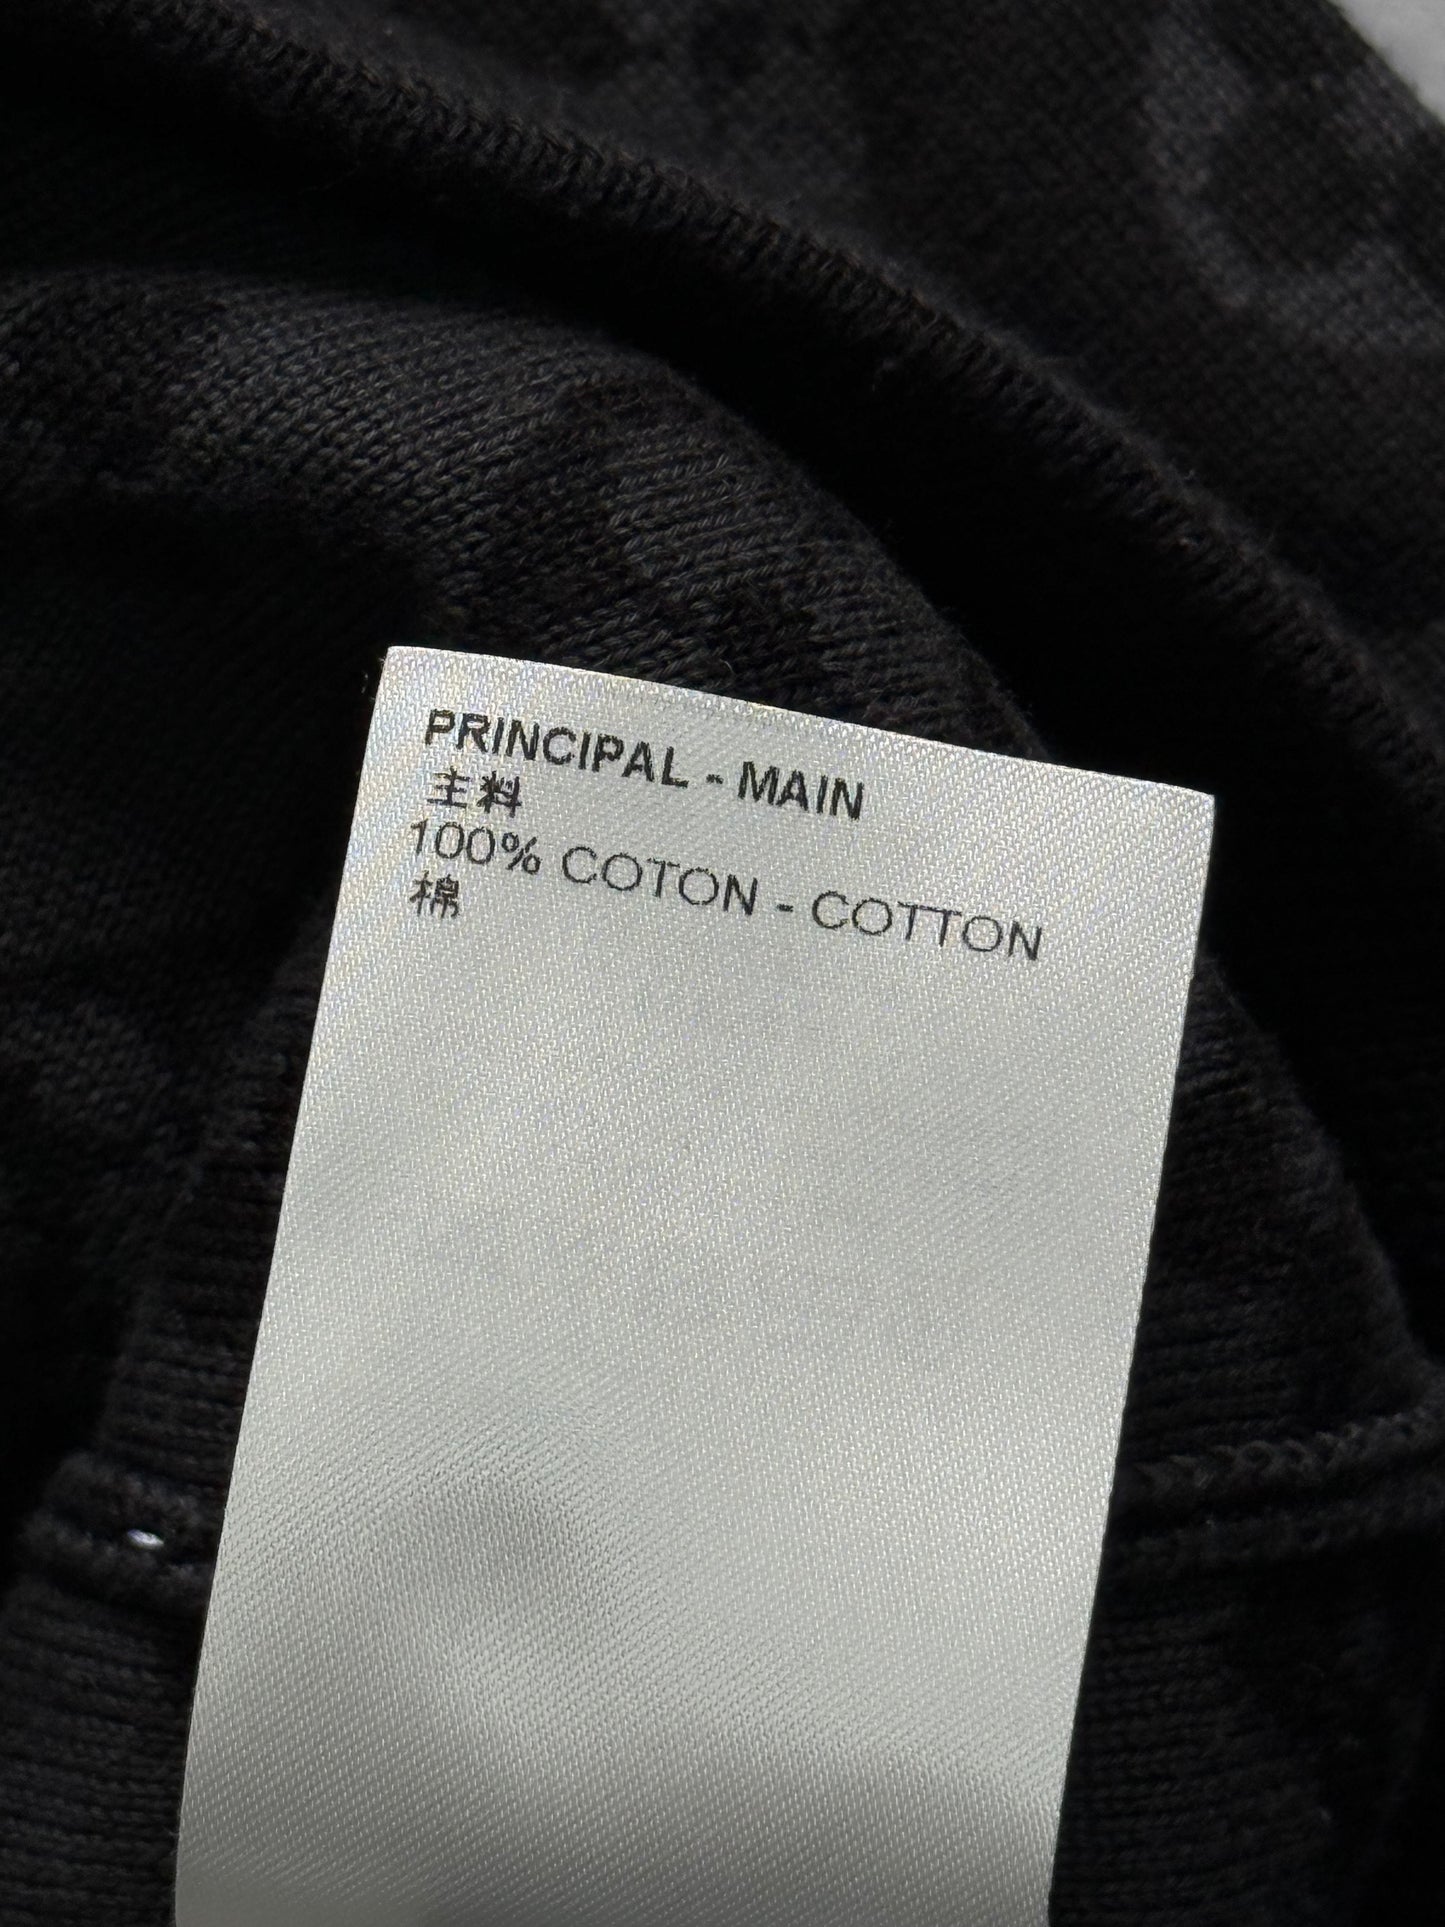 PRINCIPAL - MAIN
主料
100% COTON - COTTON
棉